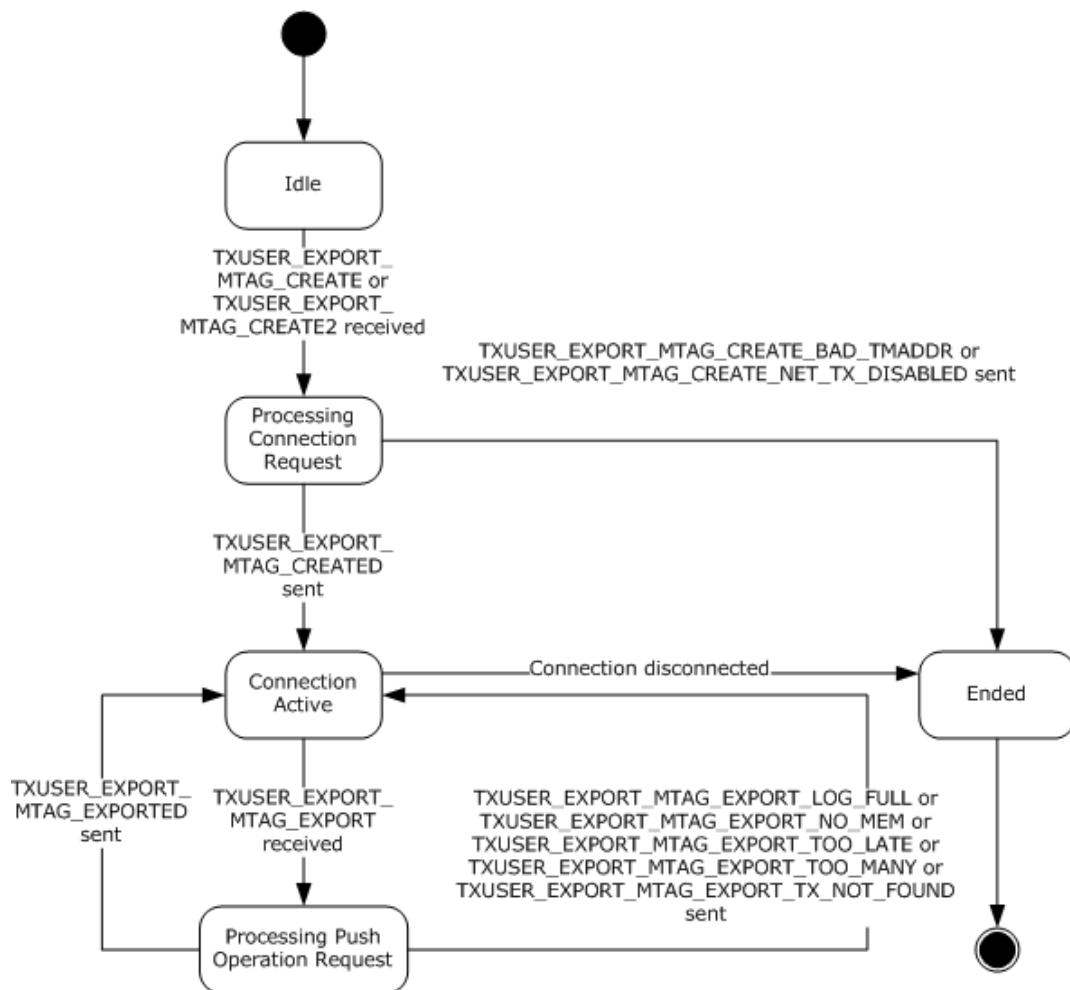 Idle
TXUSER_EXPORT_
MTAG_CREATE or
TXUSER_EXPORT_
MTAG_CREATE2 received
TXUSER_EXPORT_MTAG_CREATE_BAD_TMADDR or
TXUSER_EXPORT_MTAG_CREATE_NET_TX_DISABLED sent
Processing
Connection
Request
TXUSER_EXPORT_
MTAG_CREATED
sent
Connection
Active
Connection disconnected
Ended
TXUSER_EXPORT_
MTAG_EXPORTED
sent
TXUSER_EXPORT_
MTAG_EXPORT
received
TXUSER_EXPORT_MTAG_EXPORT_LOG_FULL or
TXUSER_EXPORT_MTAG_EXPORT_NO_MEM or
TXUSER_EXPORT_MTAG_EXPORT_TOO_LATE or
TXUSER_EXPORT_MTAG_EXPORT_TOO_MANY or
TXUSER_EXPORT_MTAG_EXPORT_TX_NOT_FOUND
sent
Processing Push
Operation Request